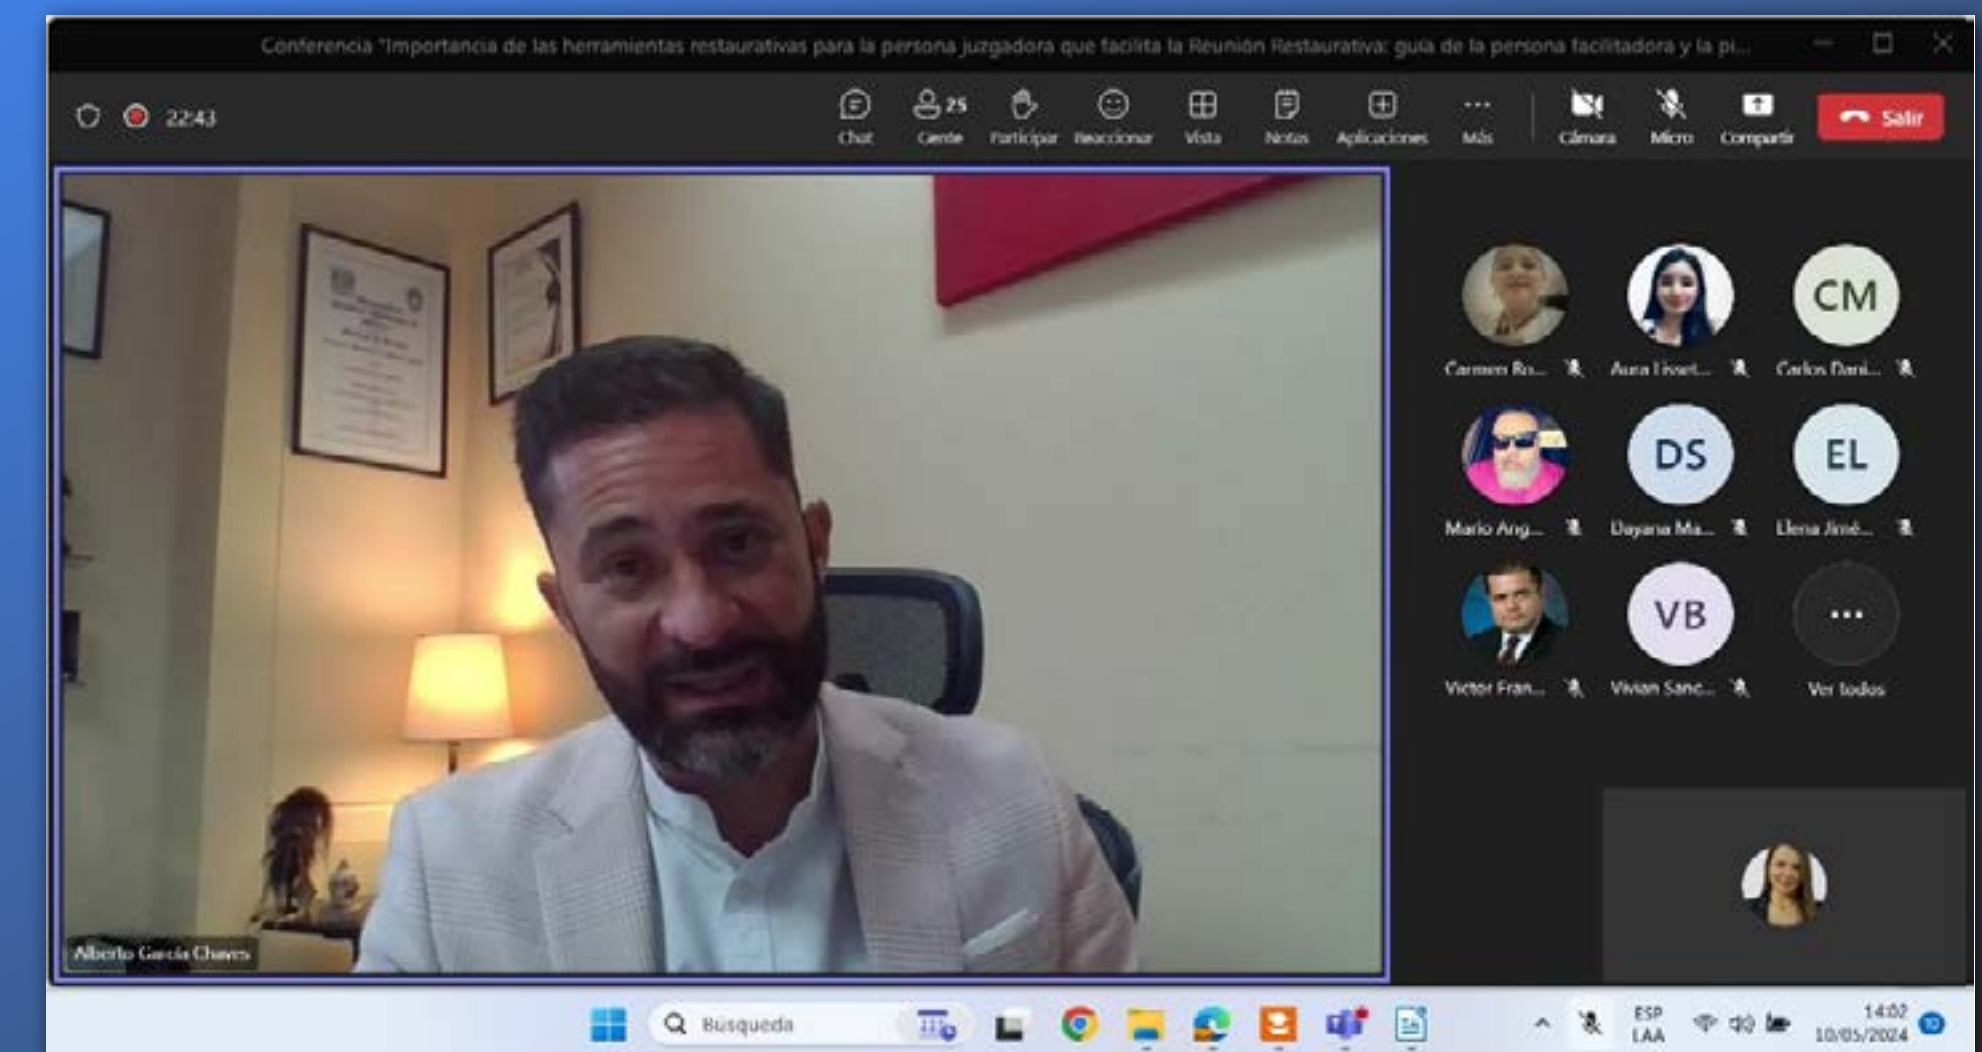 Conferencia "Importancia de las herramientas restaurativas para la persona juzgadora que facilita la Reunión Restaurativa: guía de la persona facilitadora y la pi...
22:43
Chat
25
Gente
Participar
Reaccionar
Vista
Notas
Aplicaciones
Más
Cámara
Micro
Compartir
Salir
CM
Carmen Ro...
Aura Lisset...
Carlos Dani...
DS
EL
Mario Ang...
Dayana Ma...
Elena Jimé...
VB
Victor Fran...
Vivian Sanc...
Ver todos
Alberto García Chaves
Búsqueda
ESP
LAA
14:02
10/05/2024
10